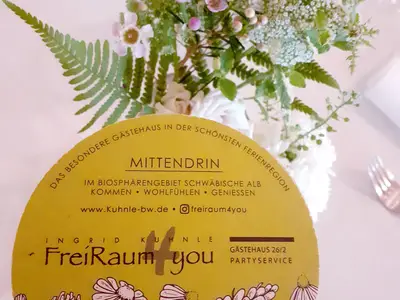 DAS BESONDERE GÄSTEHAUS IN DER SCHÖNSTEN FERIENREGION
MITTENDRIN
IM BIOSPHÄRENGEBIET SCHWÄBISCHE ALB
KOMMEN • WOHLFÜHLEN • GENIESSEN
www.Kuhnle-bw.de • freiraum4you
INGRID KUHNLE
FreiRaum4you
GÄSTEHAUS 26/2
PARTYSERVICE